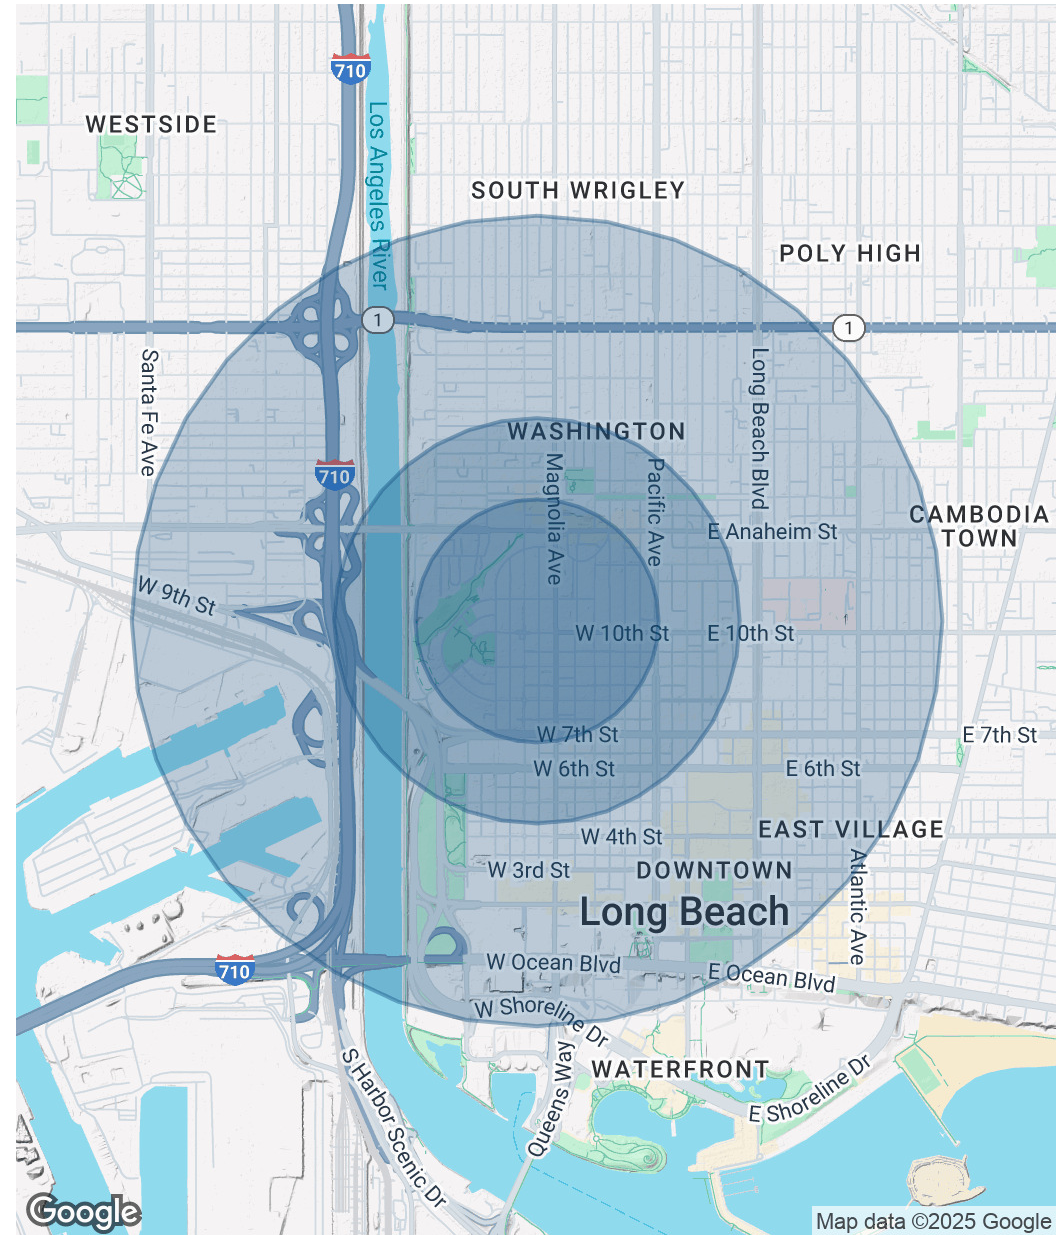 710
WESTSIDE
Los Angeles River
SOUTH WRIGLEY
POLY HIGH
1
1
Santa Fe Ave
Long Beach Blvd
WASHINGTON
Magnolia Ave
Pacific Ave
710
CAMBODIA
TOWN
E Anaheim St
W 9th St
W 10th St
E 10th St
W 7th St
E 7th St
W 6th St
E 6th St
W 4th St
EAST VILLAGE
W 3rd St
DOWNTOWN
Atlantic Ave
Long Beach
710
W Ocean Blvd
E Ocean Blvd
W Shoreline Dr
S Harbor Scenic Dr
Queens Way
WATERFRONT
E Shoreline Dr
Google
Map data ©2025 Google